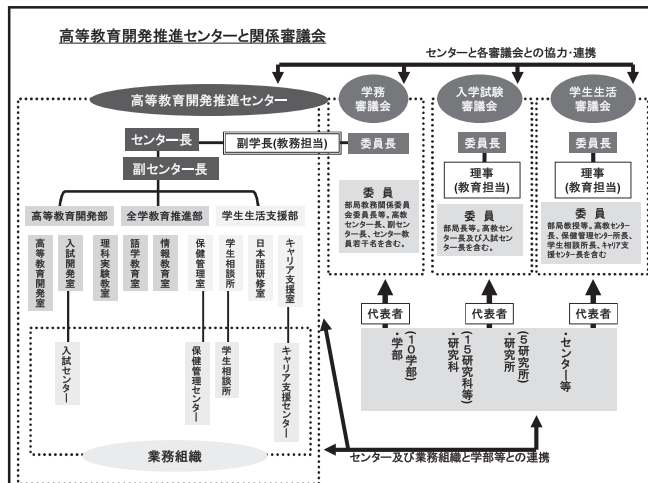 高等教育開発推進センターと関係審議会
センターと各審議会との協力・連携
高等教育開発推進センター
学務
審議会
入学試験
審議会
学生生活
審議会
センター長
副学長(教務担当)
委員長
委員長
委員長
副センター長
理事
(教育担当)
理事
(教育担当)
委 員
部局教務関係委員
会委員長等。高教
センター長、副セン
ター長、センター教
員若干名を含む。
委 員
部局長等。高教セン
ター長及び入試セン
ター長を含む。
委 員
部局教授等。高教センター
長、保健管理センター所長、
学生相談所長、キャリア支
援センター長を含む
高等教育開発部
全学教育推進部
学生生活支援部
高等教育開発室
入試開発室
理科実験教室
語学教育室
情報教育室
保健管理室
学生相談所
日本語研修室
キャリア支援室
代表者
代表者
代表者
入試センター
保健管理センター
学生相談所
キャリア支援センター
・学部
(10学部)
・研究科
(15研究科等)
・研究所
(5研究所)
・センター等
業務組織
センター及び業務組織と学部等との連携